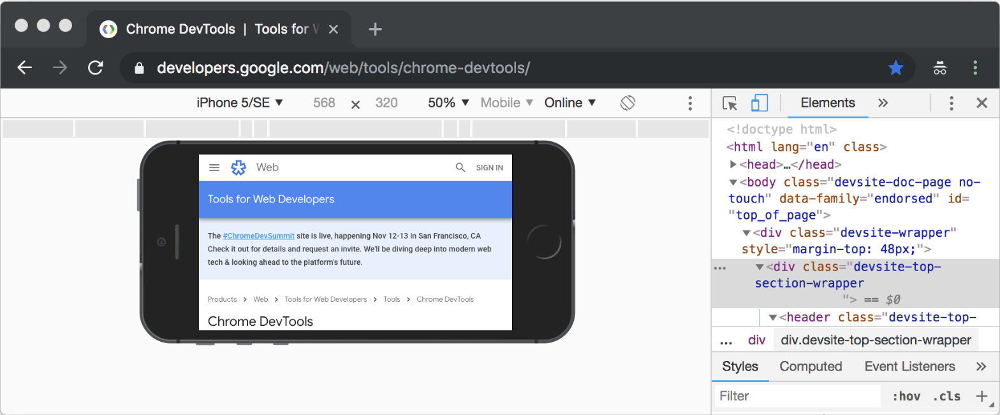 Chrome DevTools | Tools for W
developers.google.com/web/tools/chrome-devtools/
iPhone 5/SE 568 × 320 50% Mobile Online
Web SIGN IN
Tools for Web Developers
The #ChromeDevSummit site is live, happening Nov 12-13 in San Francisco, CA
Check it out for details and request an invite. We'll be diving deep into modern web
tech & looking ahead to the platform's future.
Products > Web > Tools for Web Developers > Tools > Chrome DevTools
Chrome DevTools
Elements »
<!doctype html>
<html lang="en" class>
<head>…</head>
<body class="devsite-doc-page no-
touch" data-family="endorsed" id=
"top_of_page">
<div class="devsite-wrapper"
style="margin-top: 48px;">
<div class="devsite-top-
section-wrapper
"> == $0
<header class="devsite-top-
... div div.devsite-top-section-wrapper
Styles Computed Event Listeners »
Filter :hov .cls +